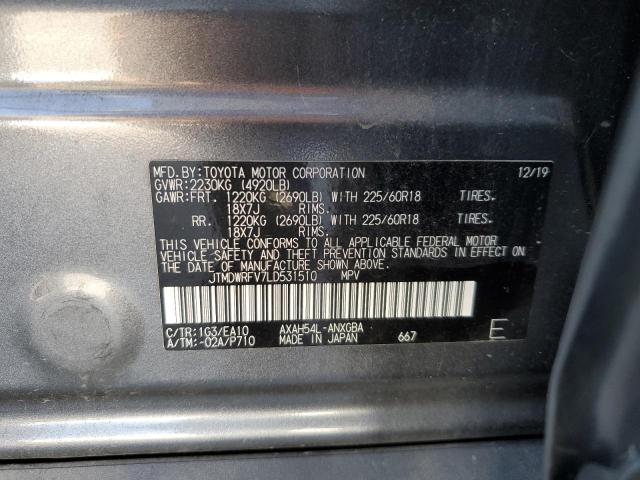 MFD.BY:TOYOTA MOTOR CORPORATION 12/19
GVWR:2230KG (4920LB)
GAWR:FRT. 1220KG (2690LB) WITH 225/60R18 TIRES.
18X7J RIMS.
RR. 1220KG (2690LB) WITH 225/60R18 TIRES.
18X7J RIMS.
THIS VEHICLE CONFORMS TO ALL APPLICABLE FEDERAL MOTOR
VEHICLE SAFETY, BUMPER, AND THEFT PREVENTION STANDARDS IN EFFECT
ON THE DATE OF MANUFACTURE SHOWN ABOVE.
JTMDWRFV7LD531510 MPV
C/TR:1G3/EA10 AXAH54L-ANXGBA
A/TM:-02A/P710 MADE IN JAPAN 667 E